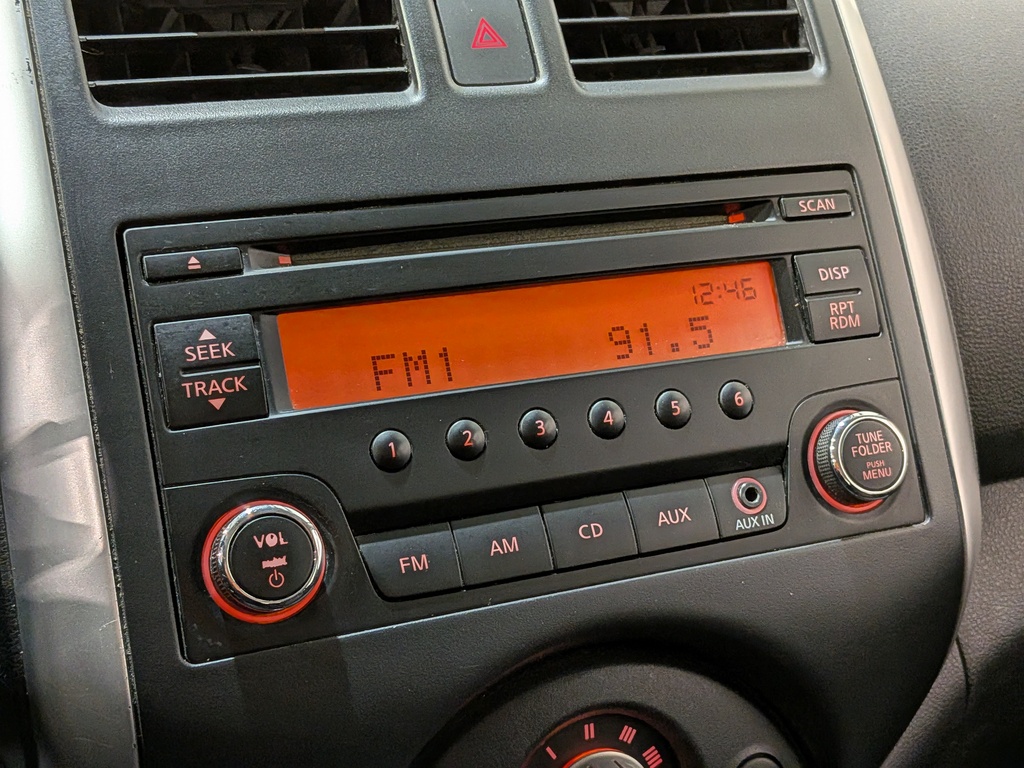 SCAN
DISP
12:46
SEEK
RPT
RDM
FM1 91.5
TRACK
1 2 3 4 5 6
TUNE
FOLDER
PUSH
MENU
VOL
FM AM CD AUX AUX IN